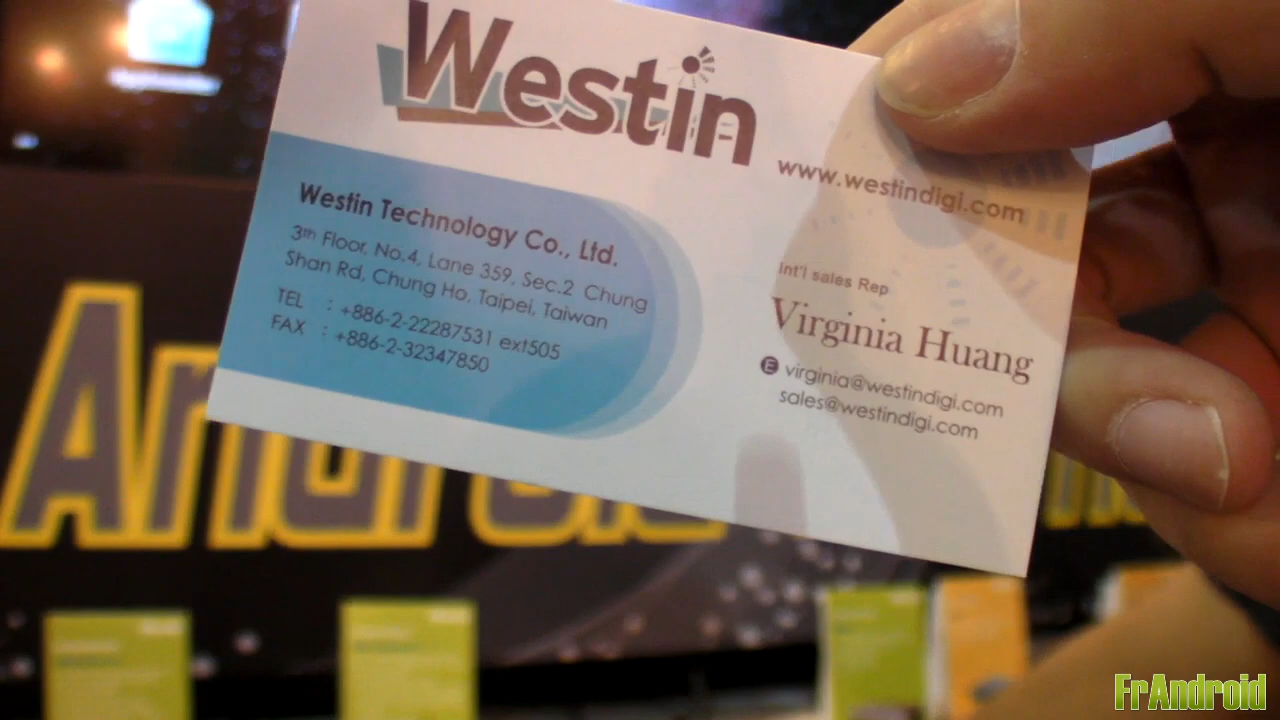 Westin
www.westindigi.com
Westin Technology Co., Ltd.
3th Floor, No.4, Lane 359, Sec.2 Chung
Shan Rd, Chung Ho, Taipei, Taiwan
TEL : +886-2-22287531 ext505
FAX : +886-2-32347850
Int'l sales Rep
Virginia Huang
E virginia@westindigi.com
sales@westindigi.com
Android
FrAndroid